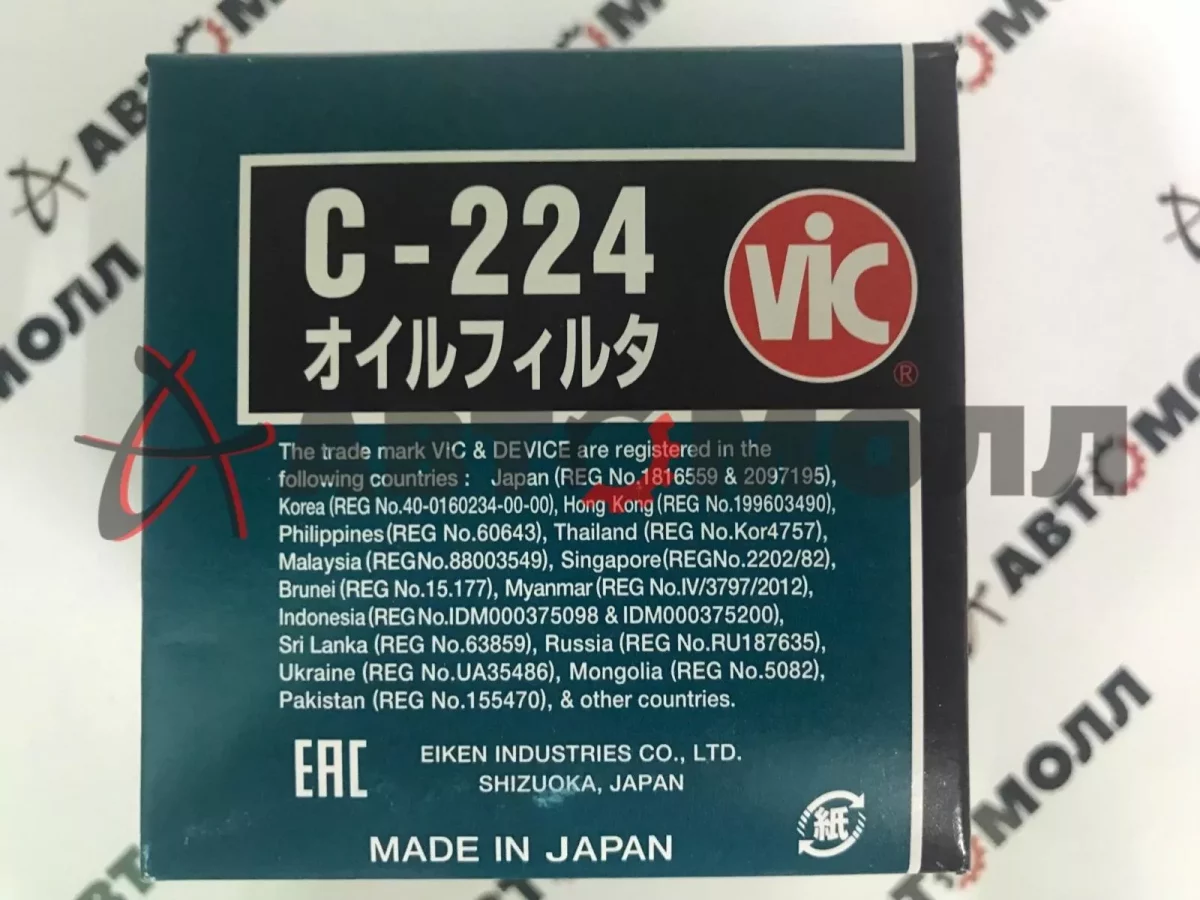 C-224
オイルフィルタ
ViC
®
The trade mark ViC & DEVICE are registered in the
following countries : Japan (REG No.1816559 & 2097195),
Korea (REG No.40-0160234-00-00), Hong Kong (REG No.199603490),
Philippines (REG No.60643), Thailand (REG No.Kor4757),
Malaysia (REGNo.88003549), Singapore (REGNo.2202/82),
Brunei (REG No.15.177), Myanmar (REG No.IV/3797/2012),
Indonesia (REG No.IDM000375098 & IDM000375200),
Sri Lanka (REG No.63859), Russia (REG No.RU187635),
Ukraine (REG No.UA35486), Mongolia (REG No.5082),
Pakistan (REG No.155470), & other countries.
EAC
EIKEN INDUSTRIES CO., LTD.
SHIZUOKA, JAPAN
紙
MADE IN JAPAN
АВТОМОЛЛ
АВТОМОЛЛ
МОЛЛ